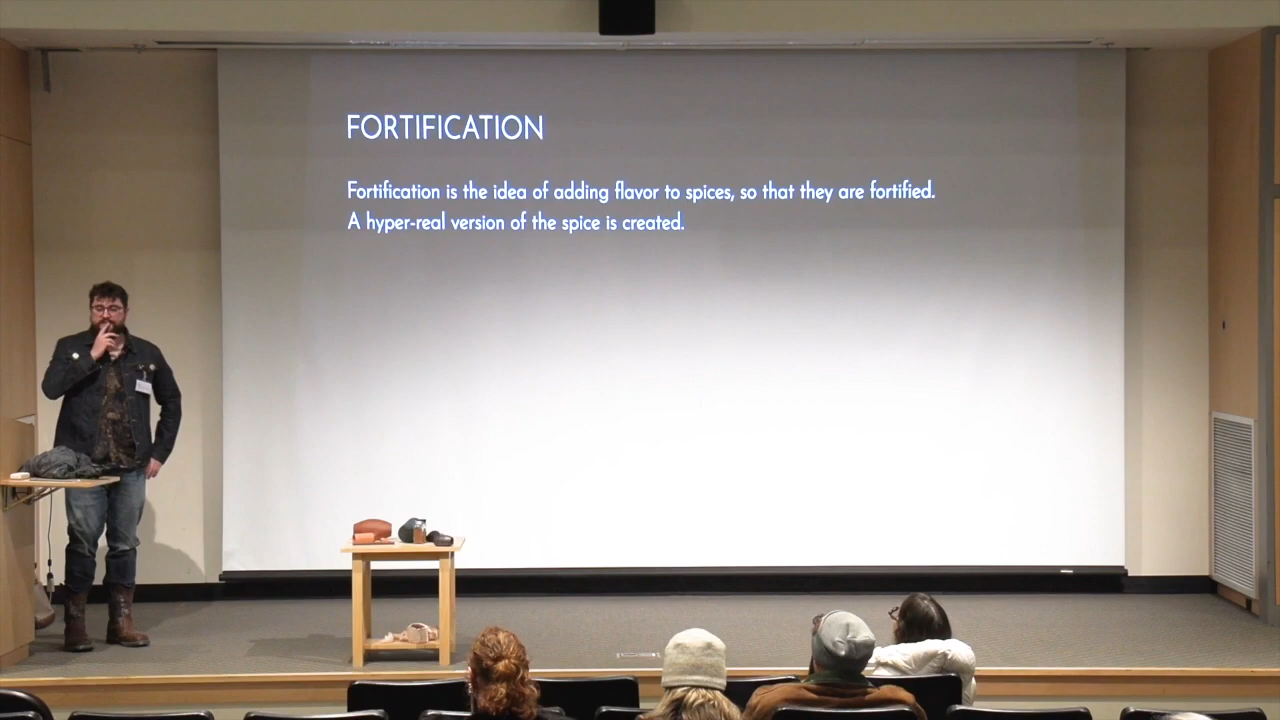 FORTIFICATION
Fortification is the idea of adding flavor to spices, so that they are fortified.
A hyper-real version of the spice is created.